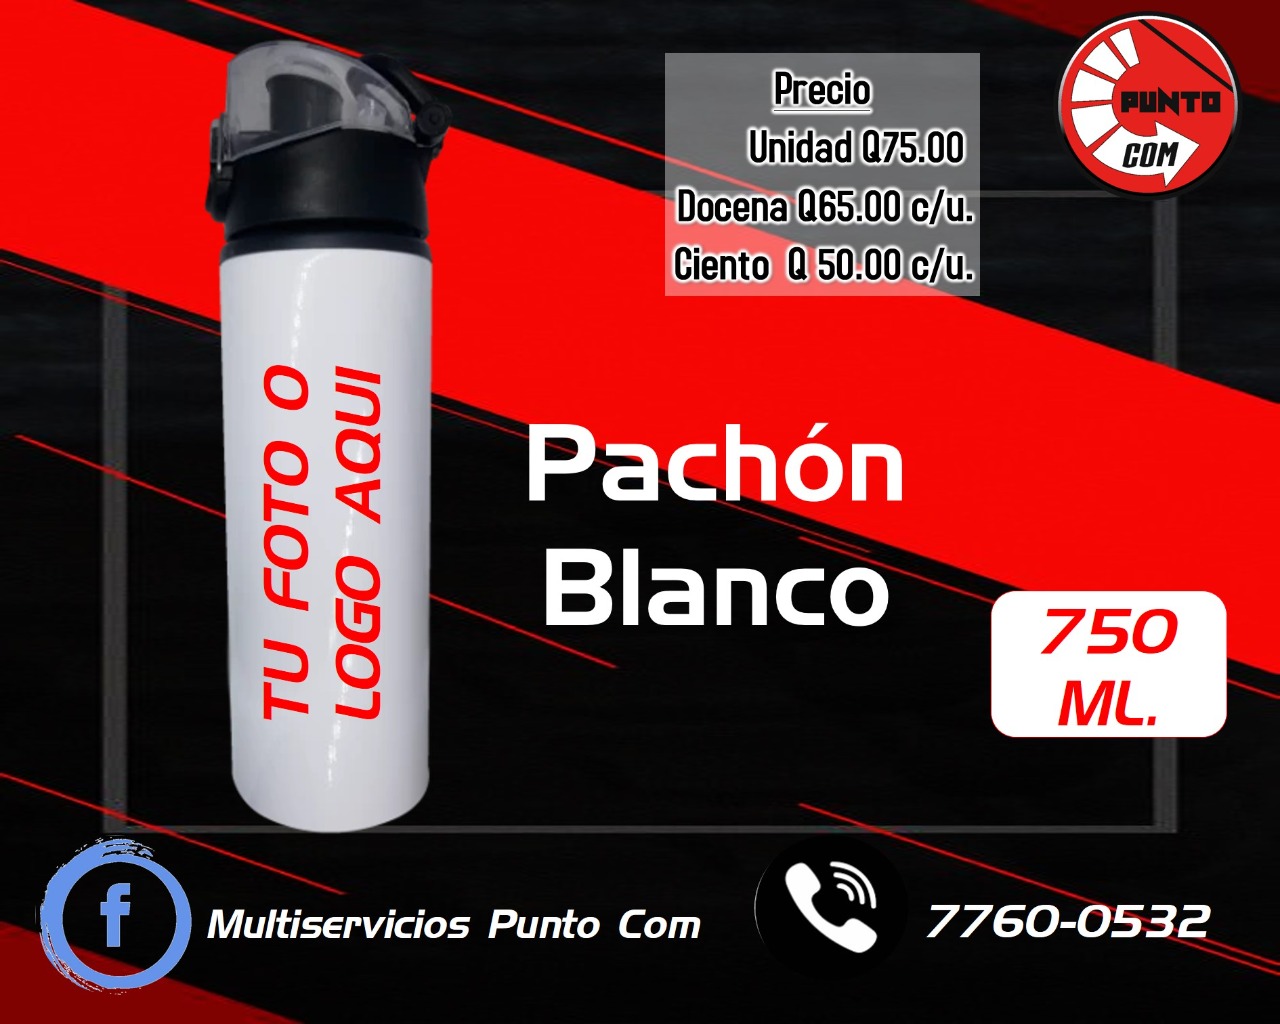 Precio
Unidad Q75.00
Docena Q65.00 c/u.
Ciento Q 50.00 c/u.
PUNTO
COM
TU FOTO O
LOGO AQUI
Pachón
Blanco
750
ML.
f
Multiservicios Punto Com
7760-0532